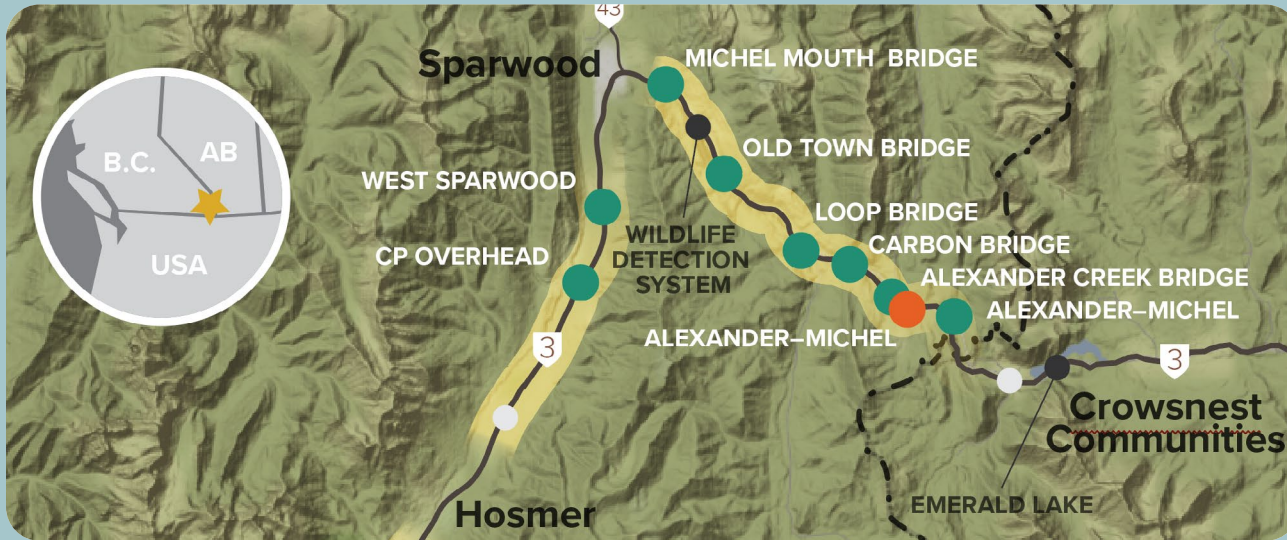 43
Sparwood
MICHEL MOUTH BRIDGE
B.C.
AB
USA
OLD TOWN BRIDGE
WEST SPARWOOD
LOOP BRIDGE
WILDLIFE
DETECTION
SYSTEM
CARBON BRIDGE
CP OVERHEAD
ALEXANDER CREEK BRIDGE
ALEXANDER–MICHEL
ALEXANDER–MICHEL
3
3
Crowsnest
Communities
EMERALD LAKE
Hosmer